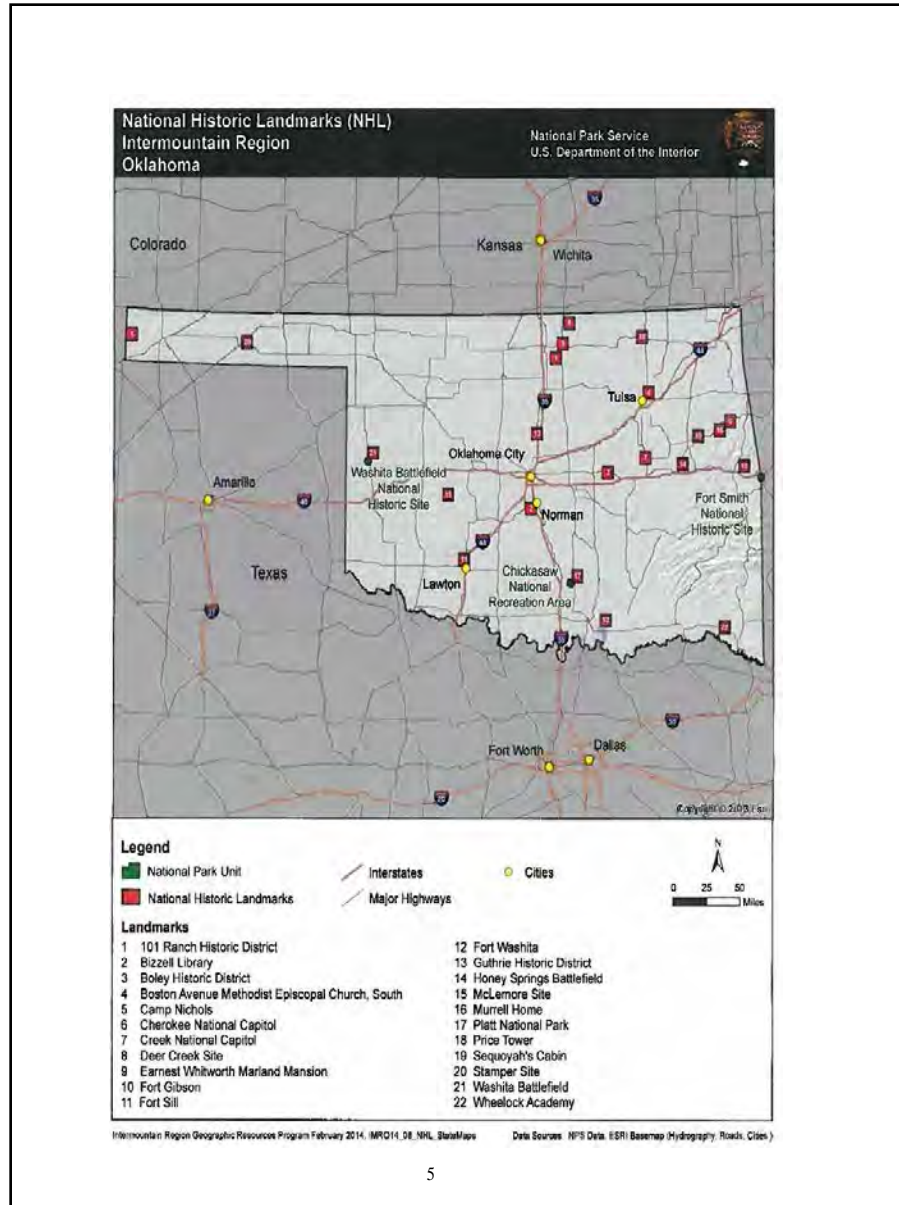 National Historic Landmarks (NHL)
Intermountain Region
Oklahoma
National Park Service
U.S. Department of the Interior
Colorado
Kansas
Wichita
Tulsa
Oklahoma City
Washita Battlefield
National
Historic Site
Amarillo
Norman
Fort Smith
National
Historic Site
Texas
Lawton
Chickasaw
National
Recreation Area
Fort Worth
Dallas
Legend
National Park Unit
Interstates
Cities
National Historic Landmarks
Major Highways
N
0 25 50
Miles
Landmarks
1 101 Ranch Historic District
2 Bizzell Library
3 Boley Historic District
4 Boston Avenue Methodist Episcopal Church, South
5 Camp Nichols
6 Cherokee National Capitol
7 Creek National Capitol
8 Deer Creek Site
9 Earnest Whitworth Marland Mansion
10 Fort Gibson
11 Fort Sill
12 Fort Washita
13 Guthrie Historic District
14 Honey Springs Battlefield
15 McLemore Site
16 Murrell Home
17 Platt National Park
18 Price Tower
19 Sequoyah's Cabin
20 Stamper Site
21 Washita Battlefield
22 Wheelock Academy
Intermountain Region Geographic Resources Program February 2014, IMRO14_08_NHL_StateMaps
Data Sources: NPS Data, ESRI Basemap (Hydrography, Roads, Cities)
5